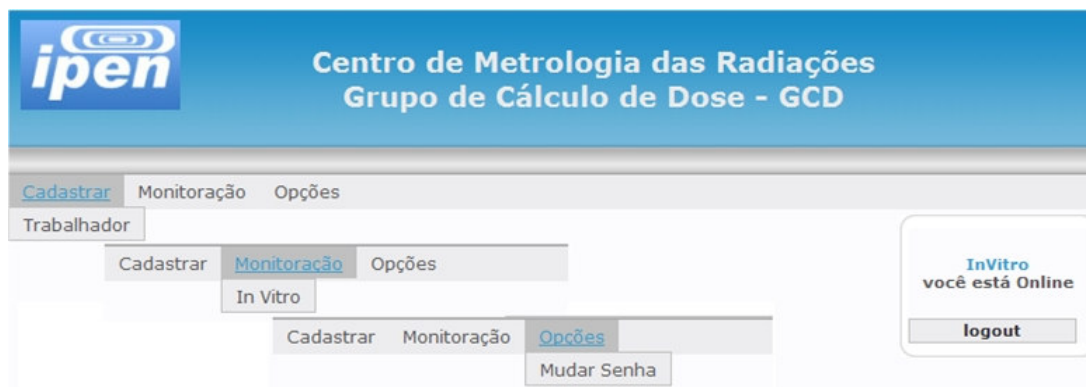 ipen
Centro de Metrologia das Radiações
Grupo de Cálculo de Dose - GCD
Cadastrar Monitoração Opções
Trabalhador
Cadastrar Monitoração Opções
In Vitro
Cadastrar Monitoração Opções
Mudar Senha
InVitro
você está Online
logout